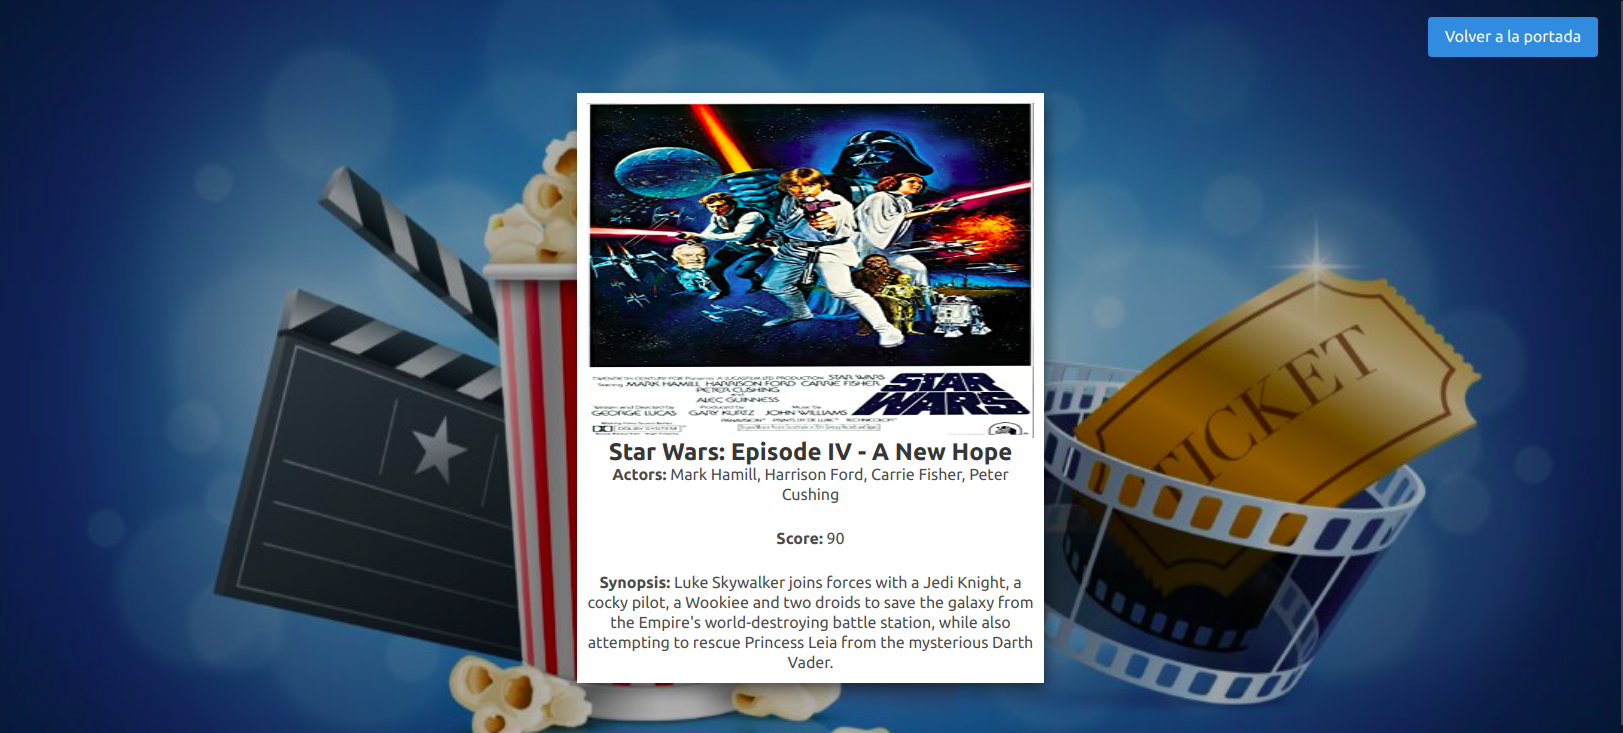 Volver a la portada
TWENTIETH CENTURY-FOX Presents A LUCASFILM LTD. PRODUCTION STAR WARS
Starring MARK HAMILL HARRISON FORD CARRIE FISHER
PETER CUSHING
and
ALEC GUINNESS
Written and Directed by GEORGE LUCAS
Produced by GARY KURTZ
Music by JOHN WILLIAMS
PANAVISION
TECHNICOLOR
DOLBY SYSTEM
STAR WARS
TICKET
Star Wars: Episode IV - A New Hope
Actors: Mark Hamill, Harrison Ford, Carrie Fisher, Peter
Cushing
Score: 90
Synopsis: Luke Skywalker joins forces with a Jedi Knight, a
cocky pilot, a Wookiee and two droids to save the galaxy from
the Empire's world-destroying battle station, while also
attempting to rescue Princess Leia from the mysterious Darth
Vader.